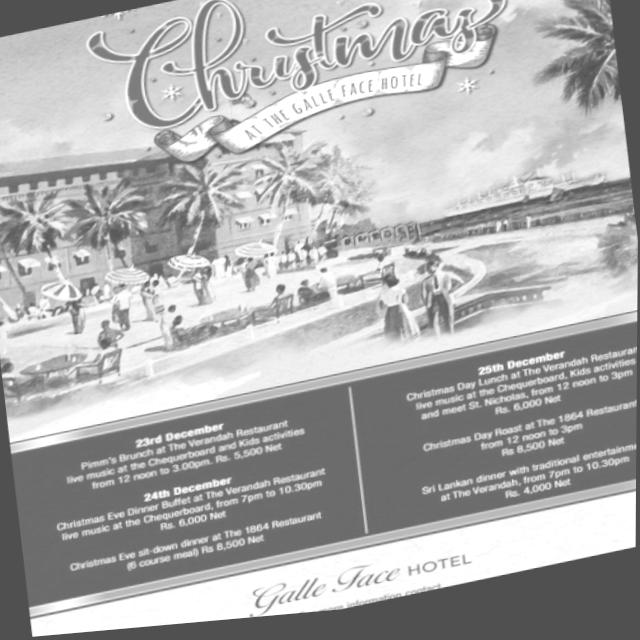 Christmas
AT THE GALLE FACE HOTEL
23rd December
Pimm's Brunch at The Verandah Restaurant
live music at the Chequerboard and Kids activities
from 12 noon to 3.00pm. Rs. 5,500 Net
24th December
Christmas Eve Dinner Buffet at The Verandah Restaurant
live music at the Chequerboard, from 7pm to 10.30pm
Rs. 6,000 Net
Christmas Eve sit-down dinner at The 1864 Restaurant
(6 course meal) Rs 8,500 Net
25th December
Christmas Day Lunch at The Verandah Restauran
live music at the Chequerboard, Kids activities
and meet St. Nicholas, from 12 noon to 3pm
Rs. 6,000 Net
Christmas Day Roast at The 1864 Restauran
from 12 noon to 3pm
Rs 8,500 Net
Sri Lankan dinner with traditional entertainm
at The Verandah, from 7pm to 10.30pm
Rs. 4,000 Net
Galle Face HOTEL
more information contact